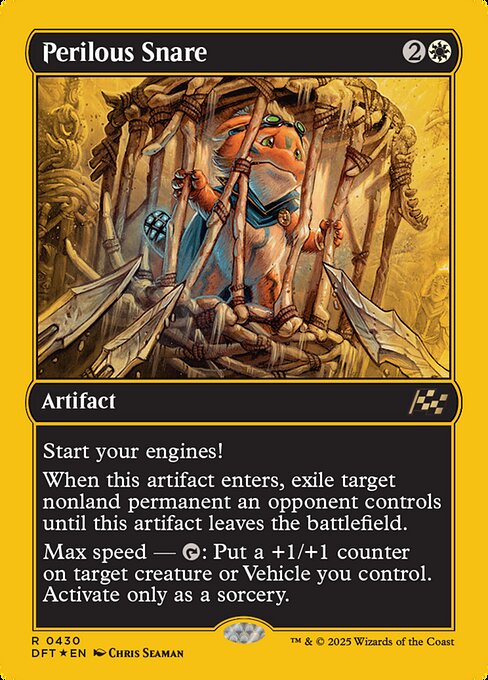 Perilous Snare 2
Artifact
Start your engines!
When this artifact enters, exile target
nonland permanent an opponent controls
until this artifact leaves the battlefield.
Max speed — : Put a +1/+1 counter
on target creature or Vehicle you control.
Activate only as a sorcery.
R 0430
DFT★EN Chris Seaman
™ & © 2025 Wizards of the Coast